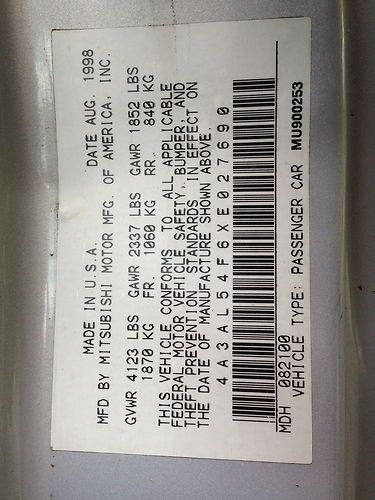 MADE IN U.S.A. DATE AUG. 1998
MFD BY MITSUBISHI MOTOR MFG. OF AMERICA, INC.
GVWR 4123 LBS GAWR 2337 LBS GAWR 1852 LBS
1870 KG FR. 1060 KG RR. 840 KG
THIS VEHICLE CONFORMS TO ALL APPLICABLE
FEDERAL MOTOR VEHICLE SAFETY, BUMPER, AND
THEFT PREVENTION STANDARDS IN EFFECT ON
THE DATE OF MANUFACTURE SHOWN ABOVE.
4A3AL54F6XE027690
MDH 082100
VEHICLE TYPE: PASSENGER CAR MU900253